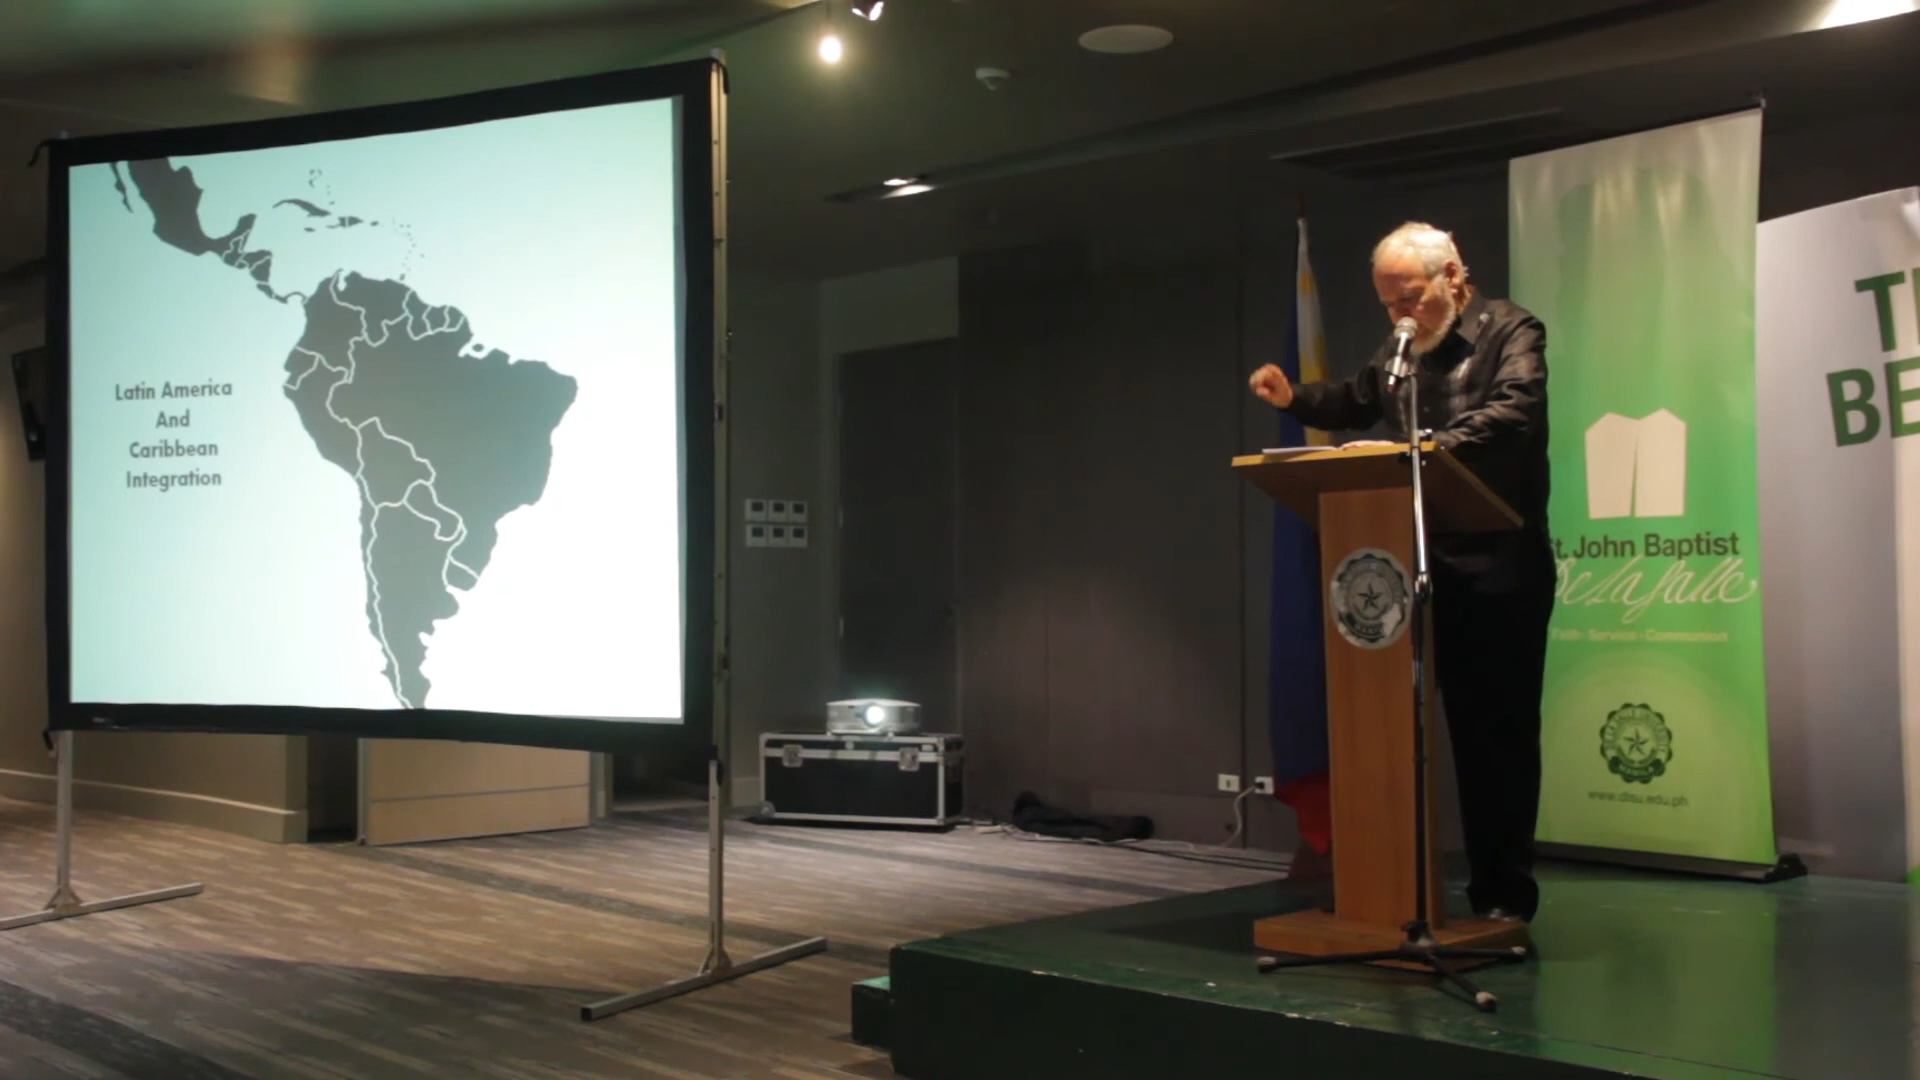 Latin America
And
Caribbean
Integration
St. John Baptist
De La Salle
Faith · Service · Communion
www.dlsu.edu.ph
BE